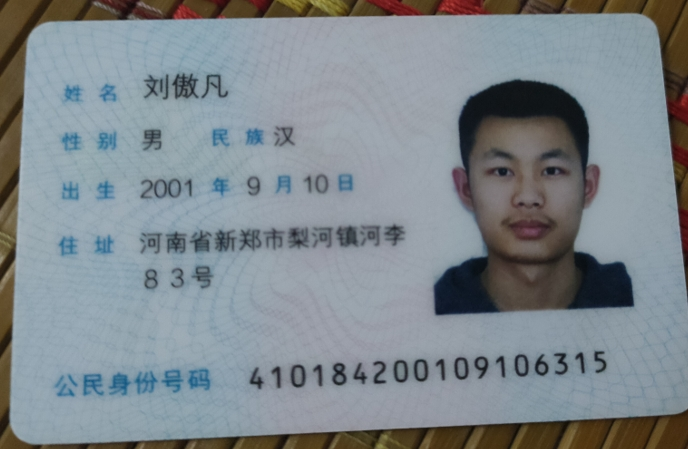 姓名 刘傲凡
性别 男 民族 汉
出生 2001 年 9 月 10 日
住址 河南省新郑市梨河镇河李
83号
公民身份号码 410184200109106315